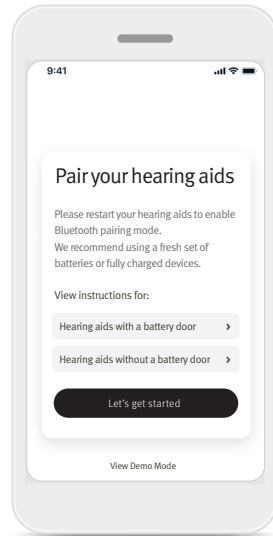 9:41
Pair your hearing aids
Please restart your hearing aids to enable
Bluetooth pairing mode.
We recommend using a fresh set of
batteries or fully charged devices.
View instructions for:
Hearing aids with a battery door
Hearing aids without a battery door
Let's get started
View Demo Mode